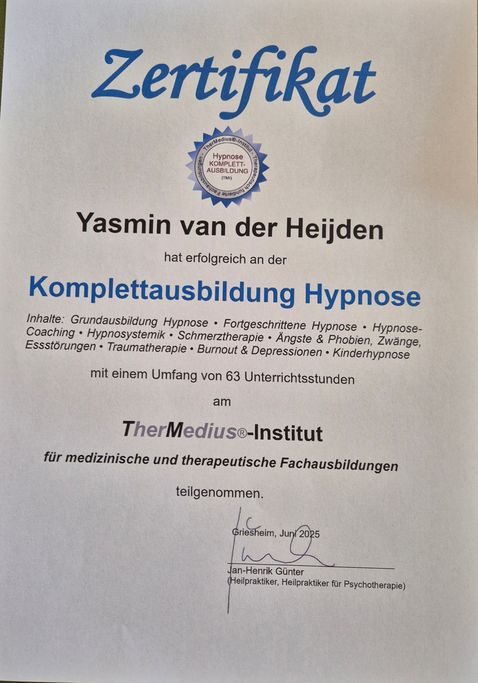 Zertifikat
Hypnose
KOMPLETT-
AUSBILDUNG
(TMI)
Yasmin van der Heijden
hat erfolgreich an der
Komplettausbildung Hypnose
Inhalte: Grundausbildung Hypnose • Fortgeschrittene Hypnose • Hypnose-
Coaching • Hypnosystemik • Schmerztherapie • Ängste & Phobien, Zwänge,
Essstörungen • Traumatherapie • Burnout & Depressionen • Kinderhypnose
mit einem Umfang von 63 Unterrichtsstunden
am
TherMedius®-Institut
für medizinische und therapeutische Fachausbildungen
teilgenommen.
Griesheim, Juni 2025
Jan-Henrik Günter
(Heilpraktiker, Heilpraktiker für Psychotherapie)